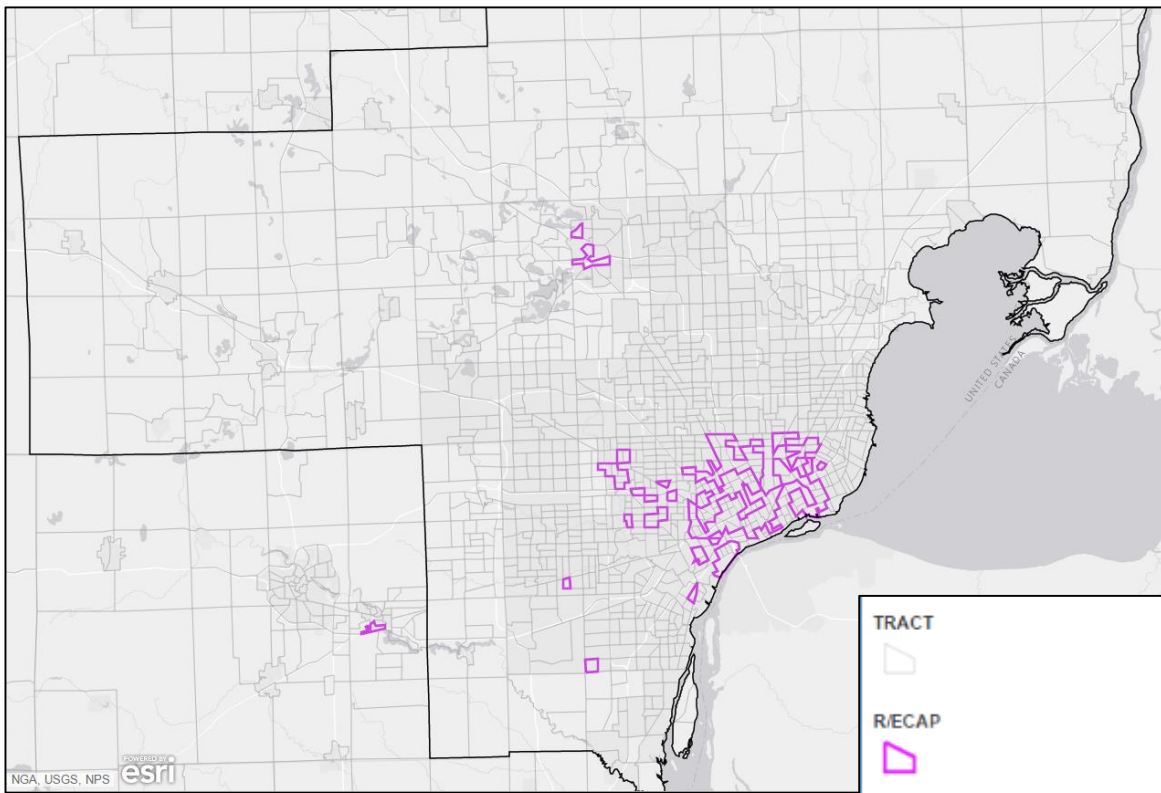 UNITED STATES
CANADA
TRACT
R/ECAP
NGA, USGS, NPS
POWERED BY
esri